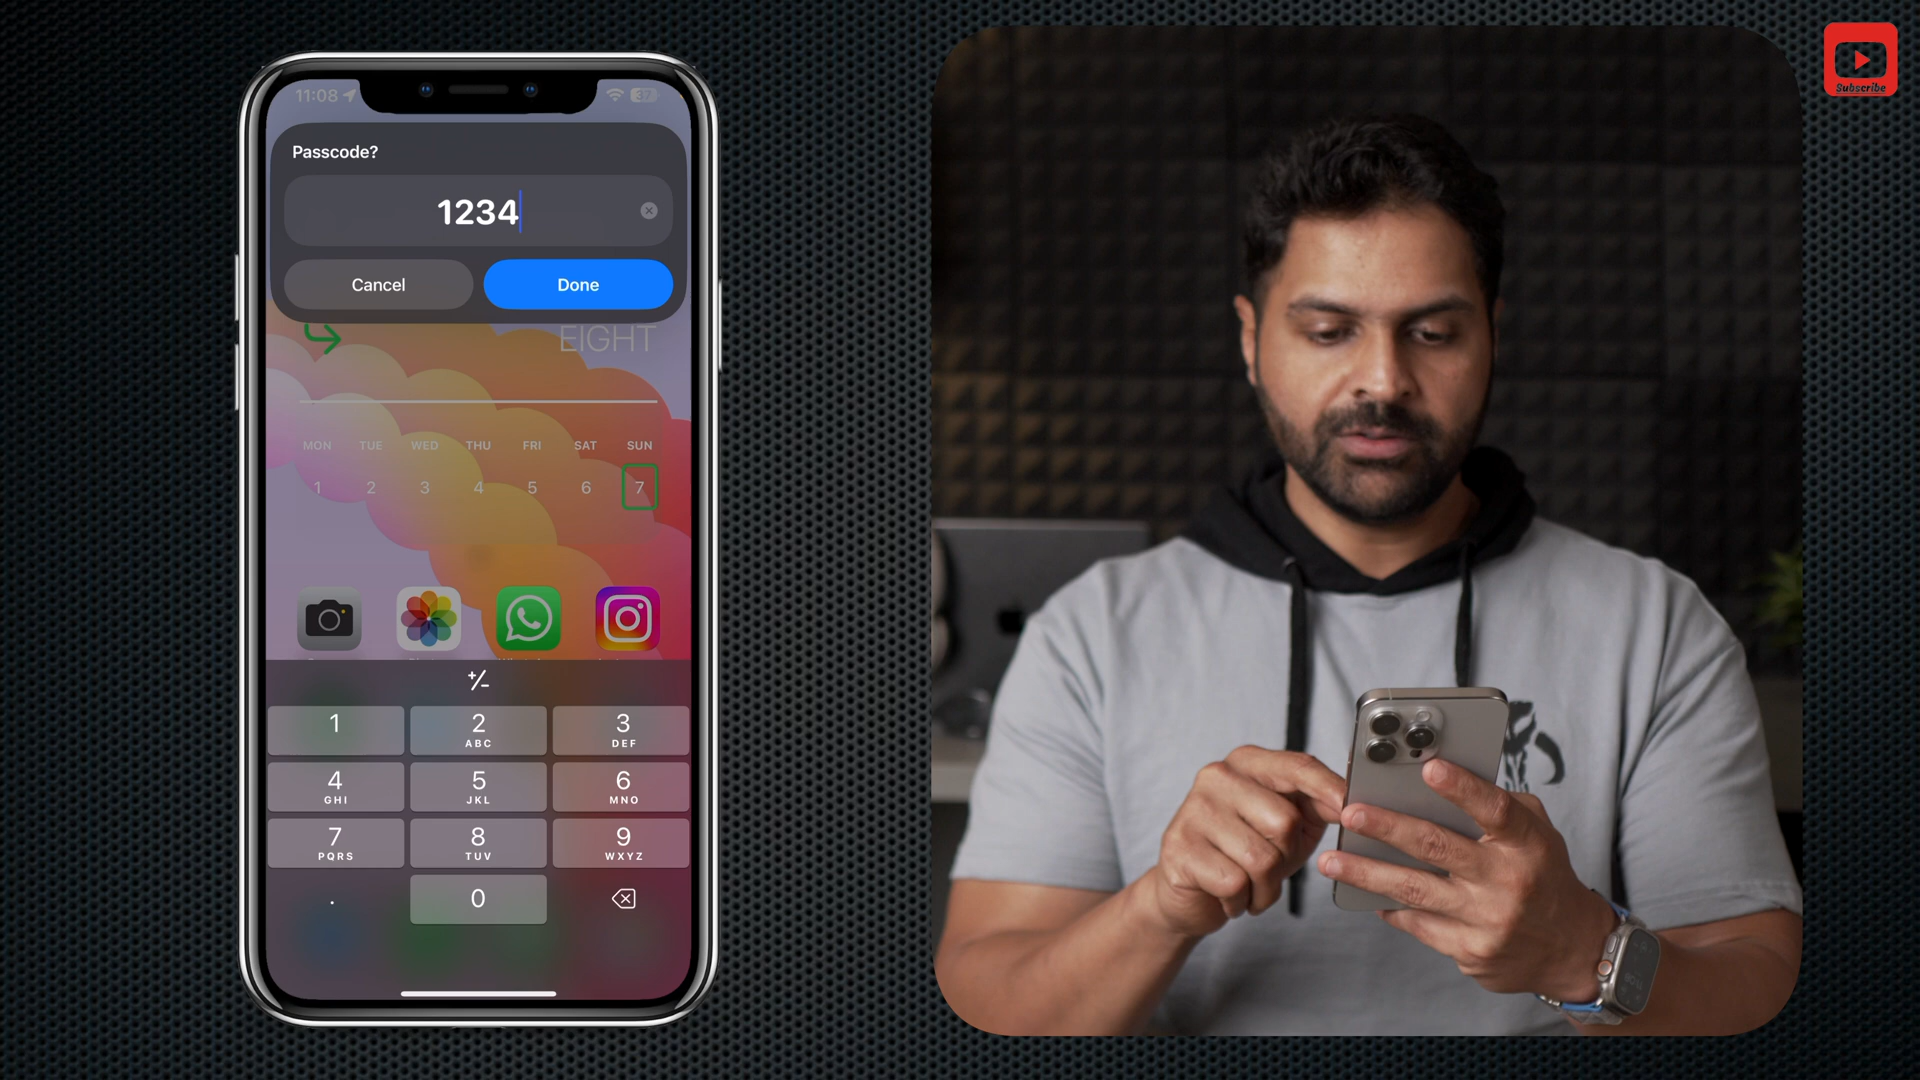 11:08
37
Passcode?
1234
Cancel
Done
EIGHT
MON TUE WED THU FRI SAT SUN
1 2 3 4 5 6 7
+/-
1
2
ABC
3
DEF
4
GHI
5
JKL
6
MNO
7
PQRS
8
TUV
9
WXYZ
.
0
Subscribe